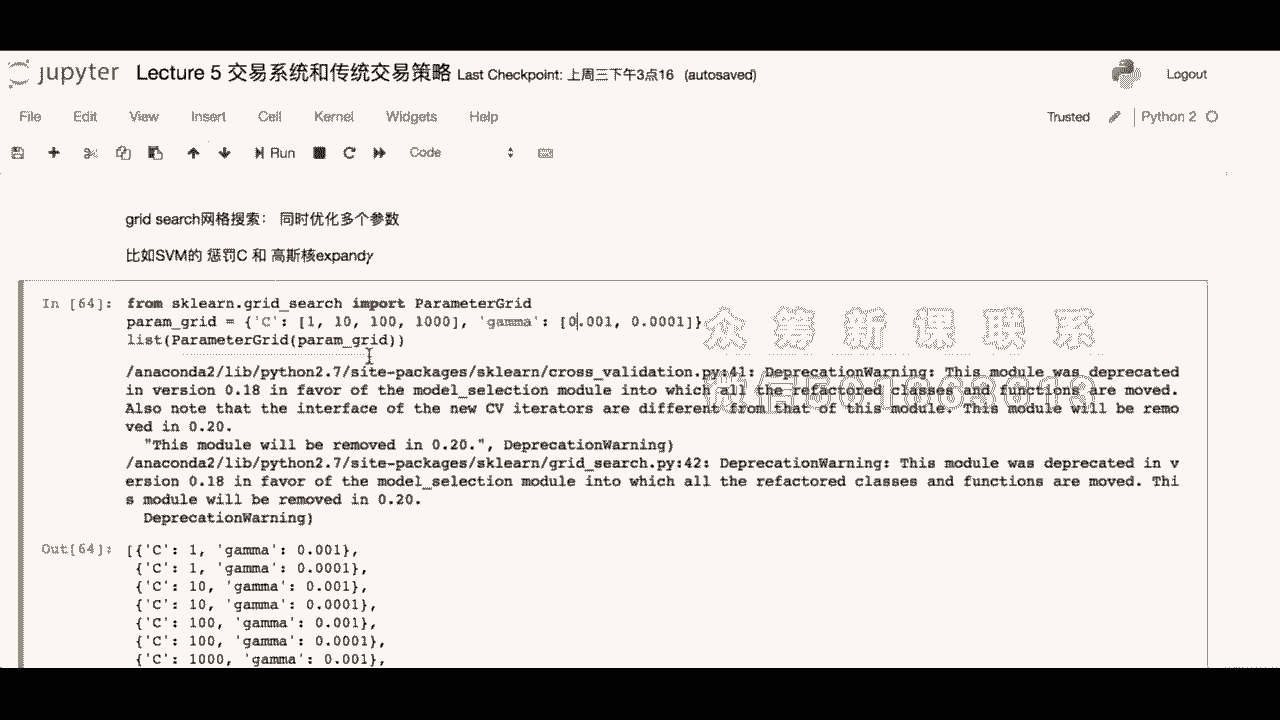 jupyter Lecture 5 交易系统和传统交易策略 Last Checkpoint: 上周三下午3点16 (autosaved) Logout
File Edit View Insert Cell Kernel Widgets Help Trusted Python 2
Run Code
grid search网格搜索： 同时优化多个参数
比如SVM的 惩罚C 和 高斯核expandγ
In [64]: from sklearn.grid_search import ParameterGrid
param_grid = {'C': [1, 10, 100, 1000], 'gamma': [0.001, 0.0001]}
list(ParameterGrid(param_grid))
众筹新课联系
/anaconda2/lib/python2.7/site-packages/sklearn/cross_validation.py:41: DeprecationWarning: This module was deprecated
in version 0.18 in favor of the model_selection module into which all the refactored classes and functions are moved.
Also note that the interface of the new CV iterators are different from that of this module. This module will be remo
ved in 0.20.
"This module will be removed in 0.20.", DeprecationWarning)
/anaconda2/lib/python2.7/site-packages/sklearn/grid_search.py:42: DeprecationWarning: This module was deprecated in v
ersion 0.18 in favor of the model_selection module into which all the refactored classes and functions are moved. Thi
s module will be removed in 0.20.
DeprecationWarning)
Out[64]: [{'C': 1, 'gamma': 0.001},
{'C': 1, 'gamma': 0.0001},
{'C': 10, 'gamma': 0.001},
{'C': 10, 'gamma': 0.0001},
{'C': 100, 'gamma': 0.001},
{'C': 100, 'gamma': 0.0001},
{'C': 1000, 'gamma': 0.001},